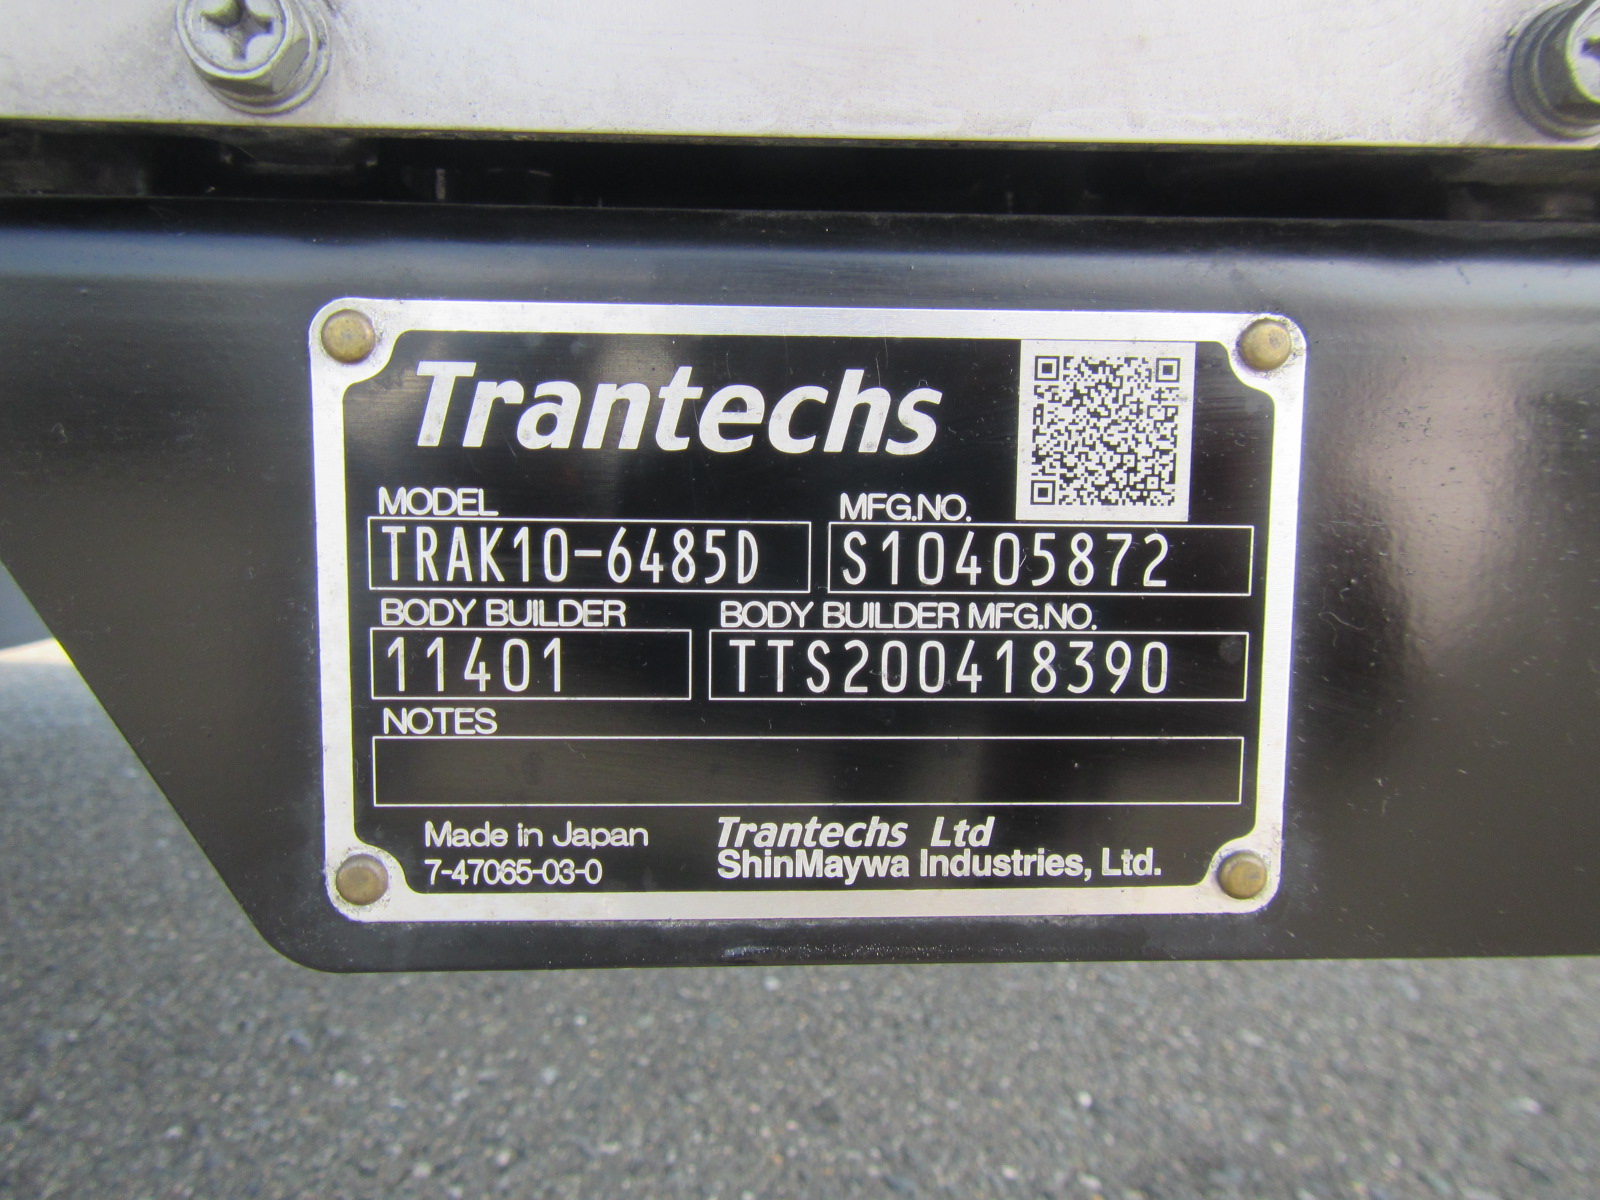 Trantechs
MODEL
MFG.NO.
TRAK10-6485D
S10405872
BODY BUILDER
BODY BUILDER MFG.NO.
11401
TTS200418390
NOTES
Made in Japan
Trantechs Ltd
7-47065-03-0
ShinMaywa Industries, Ltd.